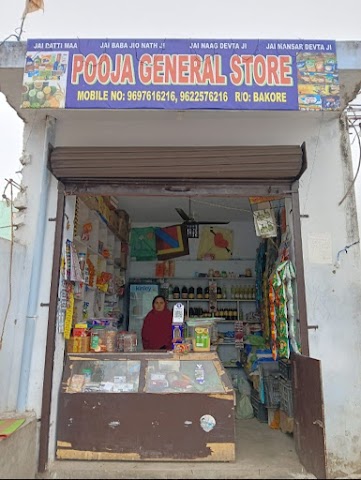 JAI DATTI MAA JAI BABA JIO NATH JI JAI NAAG DEVTA JI JAI MANSAR DEVTA JI
POOJA GENERAL STORE
MOBILE NO: 9697616216, 9622576216 R/O: BAKORE